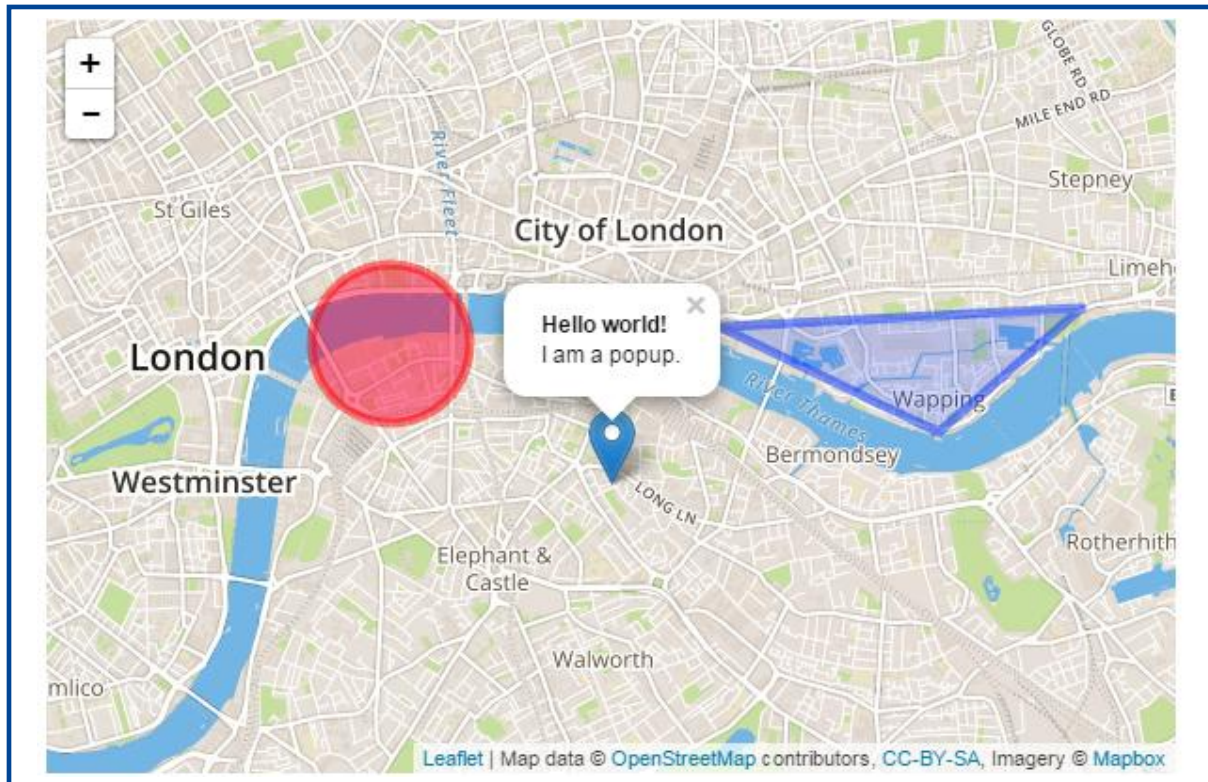 +
−
GLOBE RD
MILE END RD
River Fleet
Stepney
St Giles
City of London
Limeh
Hello world!
×
I am a popup.
London
Wapping
River Thames
Bermondsey
Westminster
LONG LN
Elephant &
Castle
Rotherhith
Walworth
mlico
Leaflet | Map data © OpenStreetMap contributors, CC-BY-SA, Imagery © Mapbox